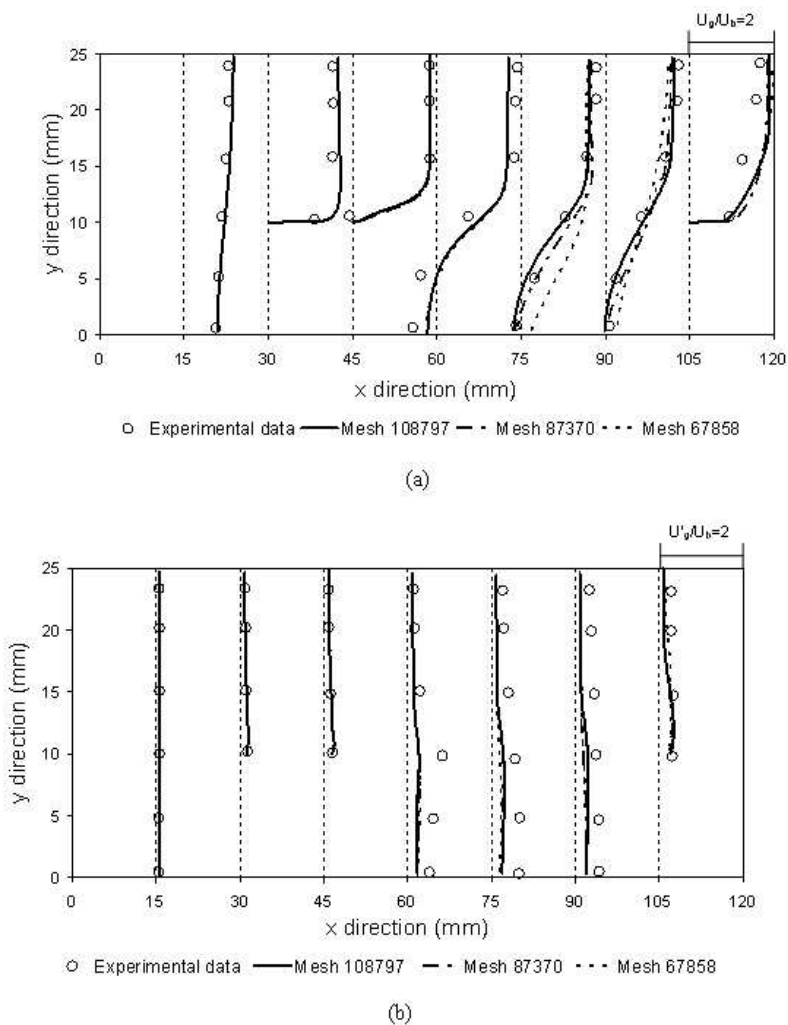 U_g/U_b=2
25
20
15
10
5
0
y direction (mm)
0 15 30 45 60 75 90 105 120
x direction (mm)
Experimental data Mesh 108797 Mesh 87370 Mesh 67858
(a)
U'_g/U_b=2
25
20
15
10
5
0
y direction (mm)
0 15 30 45 60 75 90 105 120
x direction (mm)
Experimental data Mesh 108797 Mesh 87370 Mesh 67858
(b)